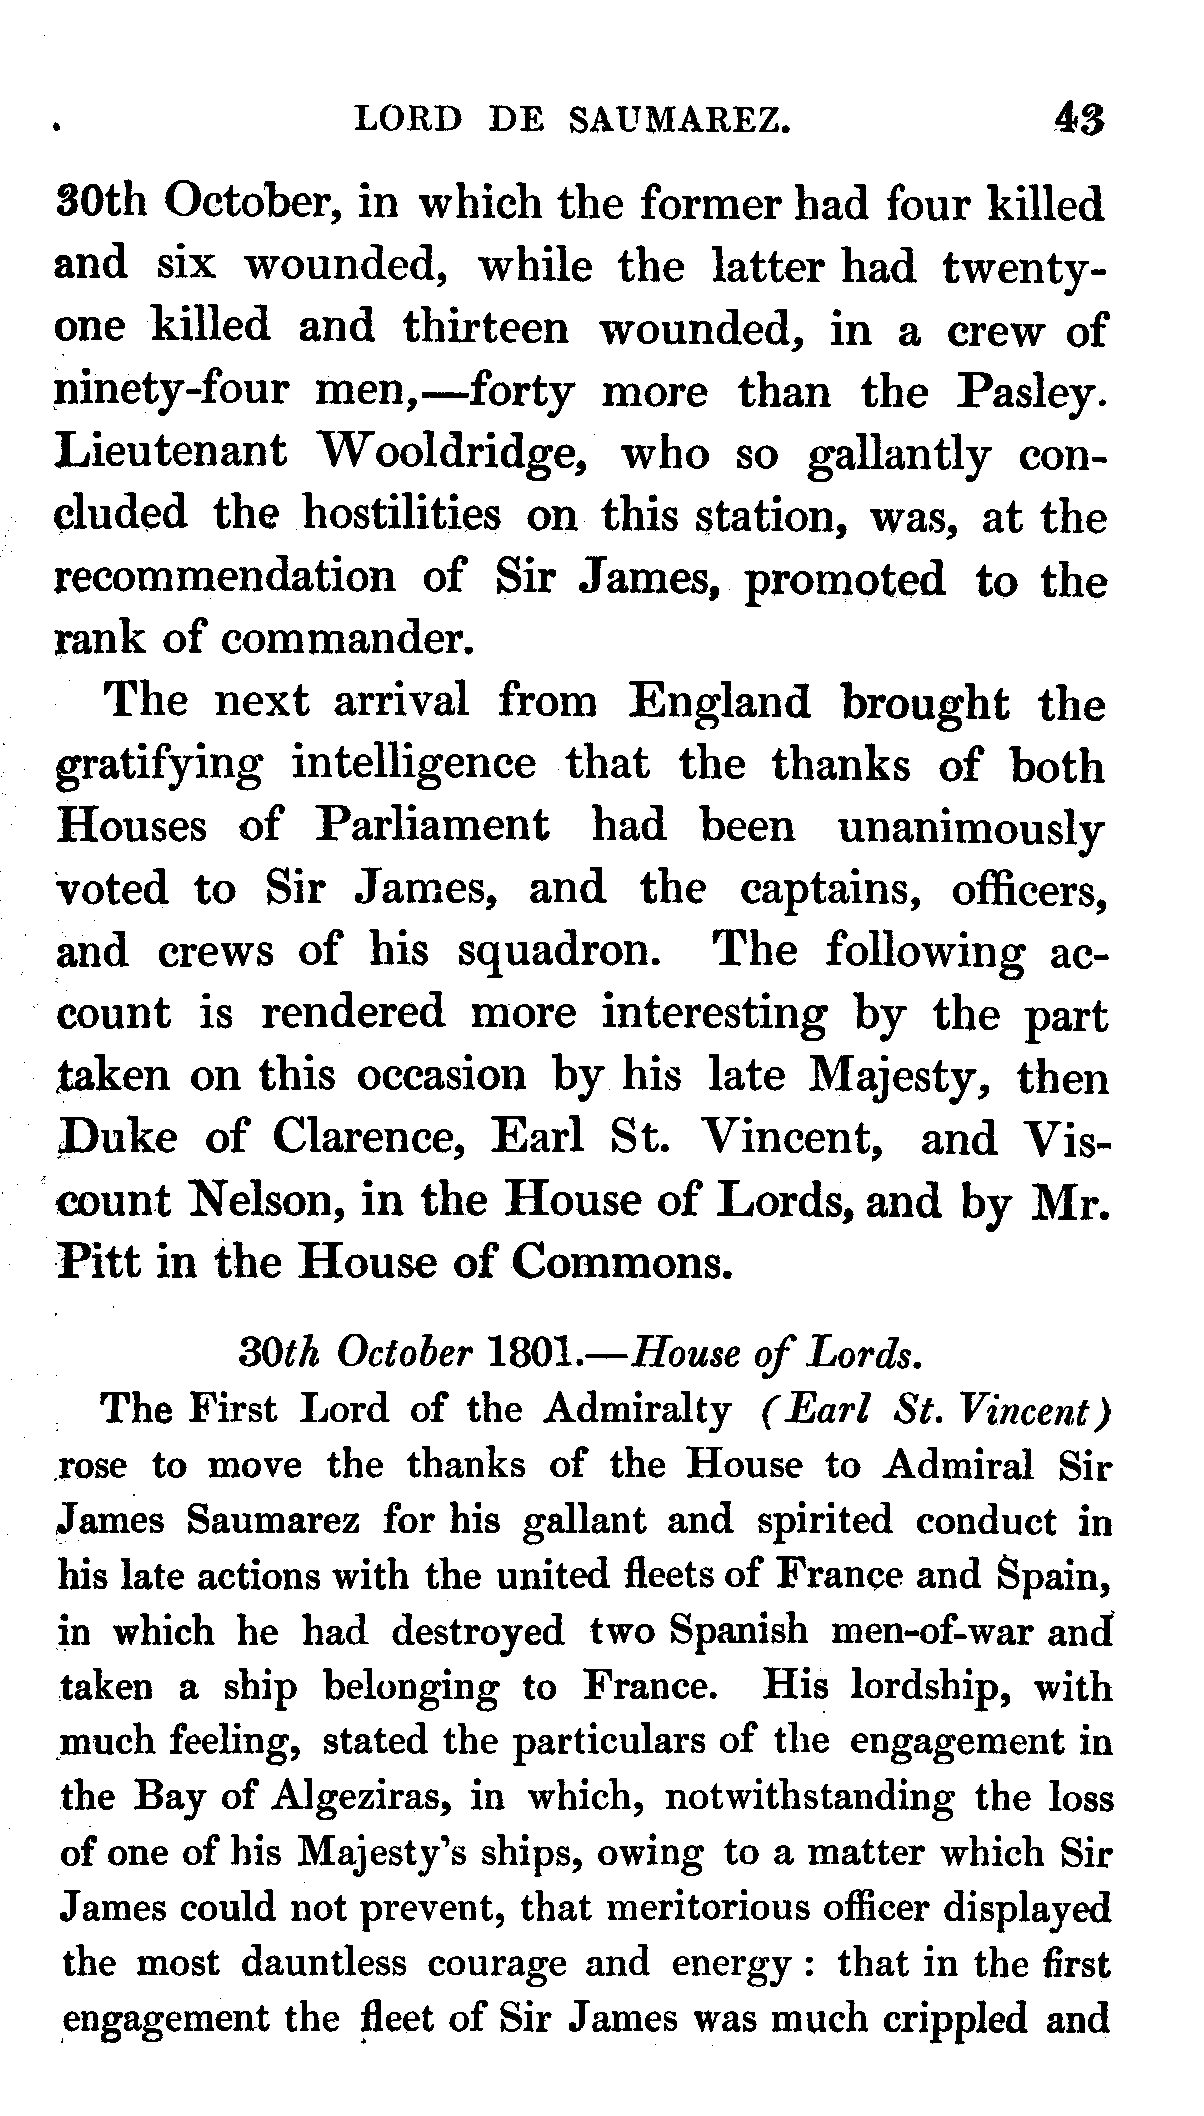 LORD DE SAUMAREZ. 43
30th October, in which the former had four killed
and six wounded, while the latter had twenty-
one killed and thirteen wounded, in a crew of
ninety-four men,—forty more than the Pasley.
Lieutenant Wooldridge, who so gallantly con-
cluded the hostilities on this station, was, at the
recommendation of Sir James, promoted to the
rank of commander.
The next arrival from England brought the
gratifying intelligence that the thanks of both
Houses of Parliament had been unanimously
voted to Sir James, and the captains, officers,
and crews of his squadron. The following ac-
count is rendered more interesting by the part
taken on this occasion by his late Majesty, then
Duke of Clarence, Earl St. Vincent, and Vis-
count Nelson, in the House of Lords, and by Mr.
Pitt in the House of Commons.
30th October 1801.—House of Lords.
The First Lord of the Admiralty (Earl St. Vincent)
rose to move the thanks of the House to Admiral Sir
James Saumarez for his gallant and spirited conduct in
his late actions with the united fleets of France and Spain,
in which he had destroyed two Spanish men-of-war and
taken a ship belonging to France. His lordship, with
much feeling, stated the particulars of the engagement in
the Bay of Algeziras, in which, notwithstanding the loss
of one of his Majesty's ships, owing to a matter which Sir
James could not prevent, that meritorious officer displayed
the most dauntless courage and energy : that in the first
engagement the fleet of Sir James was much crippled and